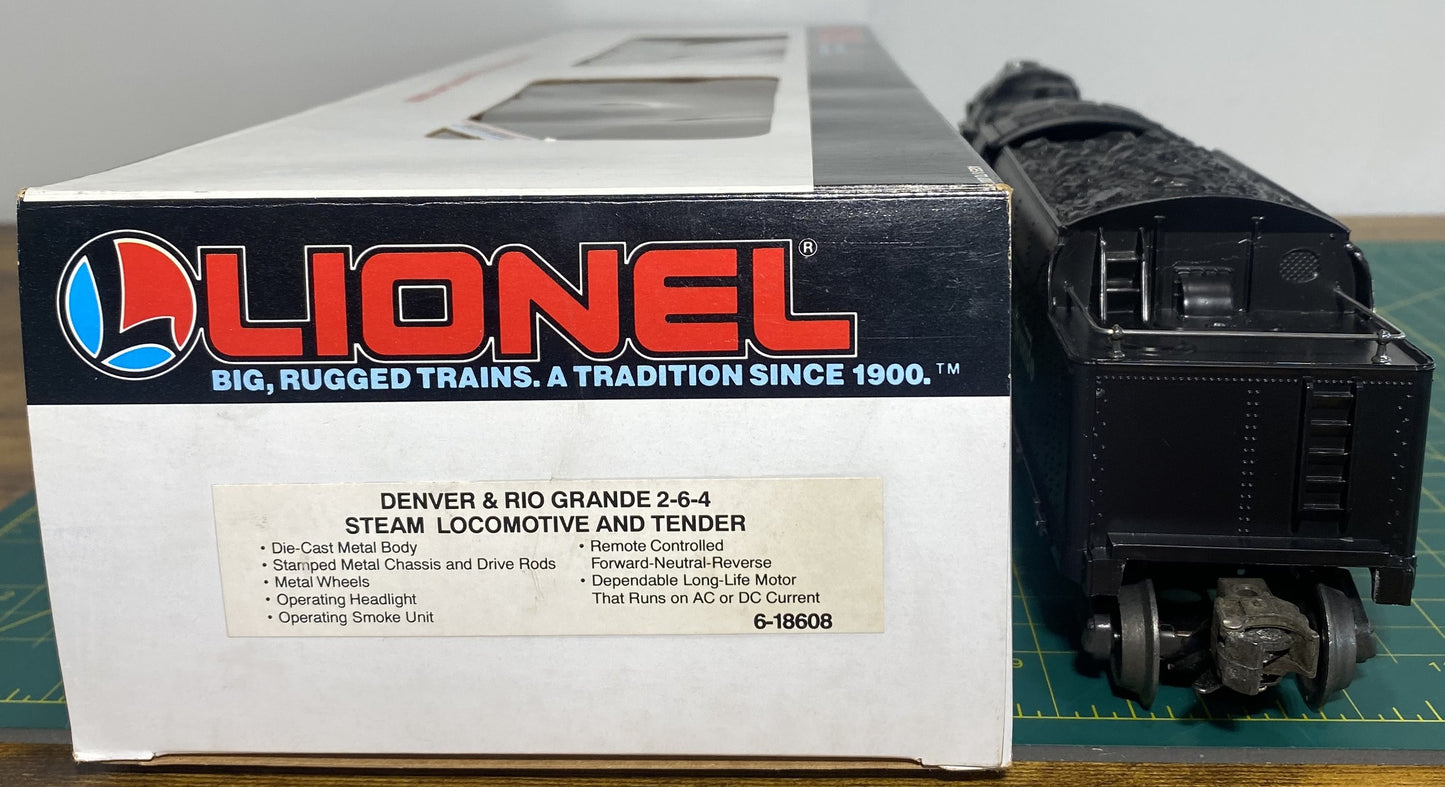 LIONEL®
BIG, RUGGED TRAINS. A TRADITION SINCE 1900.™
DENVER & RIO GRANDE 2-6-4
STEAM LOCOMOTIVE AND TENDER
• Die-Cast Metal Body
• Stamped Metal Chassis and Drive Rods
• Metal Wheels
• Operating Headlight
• Operating Smoke Unit
• Remote Controlled
Forward-Neutral-Reverse
• Dependable Long-Life Motor
That Runs on AC or DC Current
6-18608